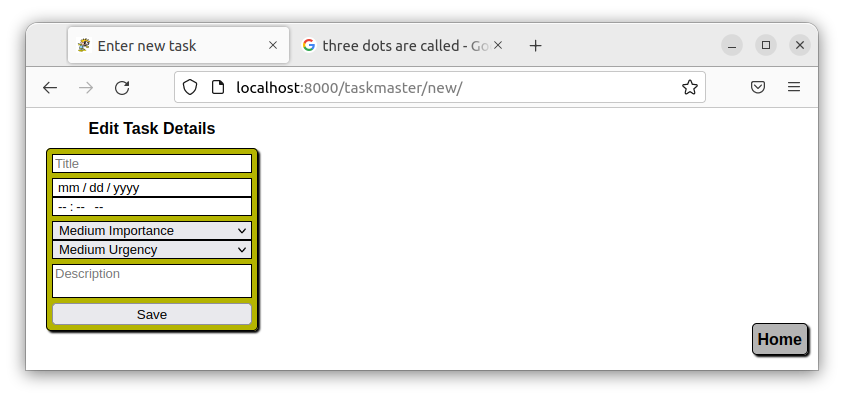 Enter new task
three dots are called - Go
localhost:8000/taskmaster/new/
Edit Task Details
Title
mm / dd / yyyy
-- : -- --
Medium Importance
Medium Urgency
Description
Save
Home